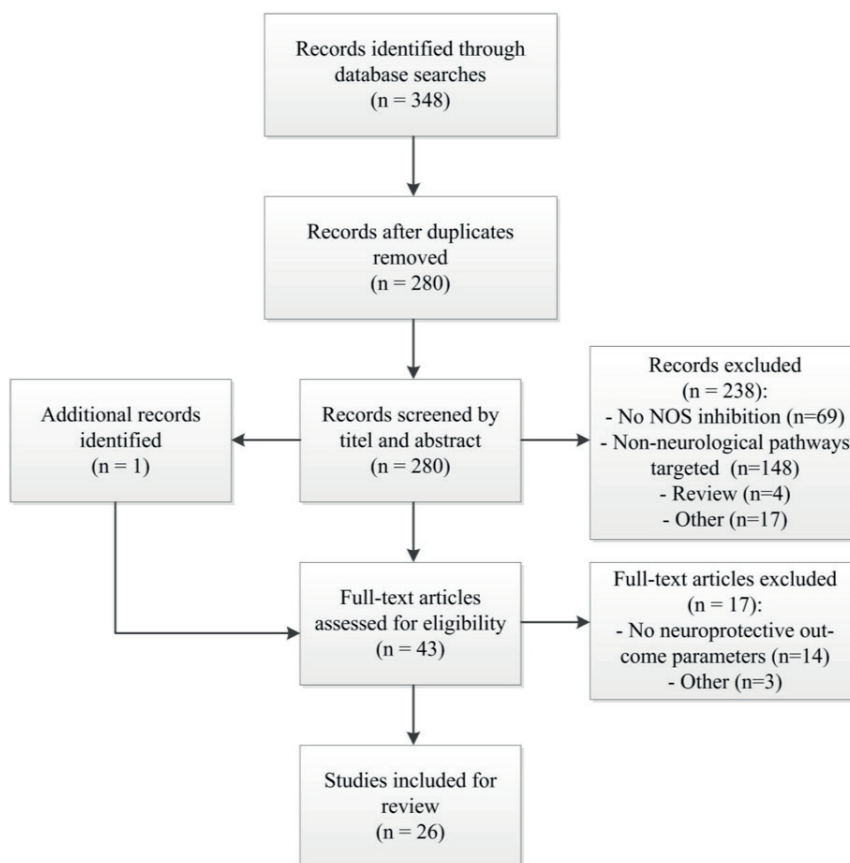 Records identified through
database searches
(n = 348)
Records after duplicates
removed
(n = 280)
Records screened by
titel and abstract
(n = 280)
Additional records
identified
(n = 1)
Records excluded
(n = 238):
- No NOS inhibition (n=69)
- Non-neurological pathways
targeted (n=148)
- Review (n=4)
- Other (n=17)
Full-text articles
assessed for eligibility
(n = 43)
Full-text articles excluded
(n = 17):
- No neuroprotective out-
come parameters (n=14)
- Other (n=3)
Studies included for
review
(n = 26)